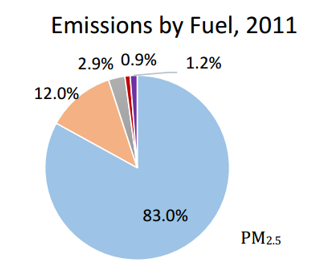 Emissions by Fuel, 2011
2.9% 0.9% 1.2%
12.0%
83.0%
PM₂.₅